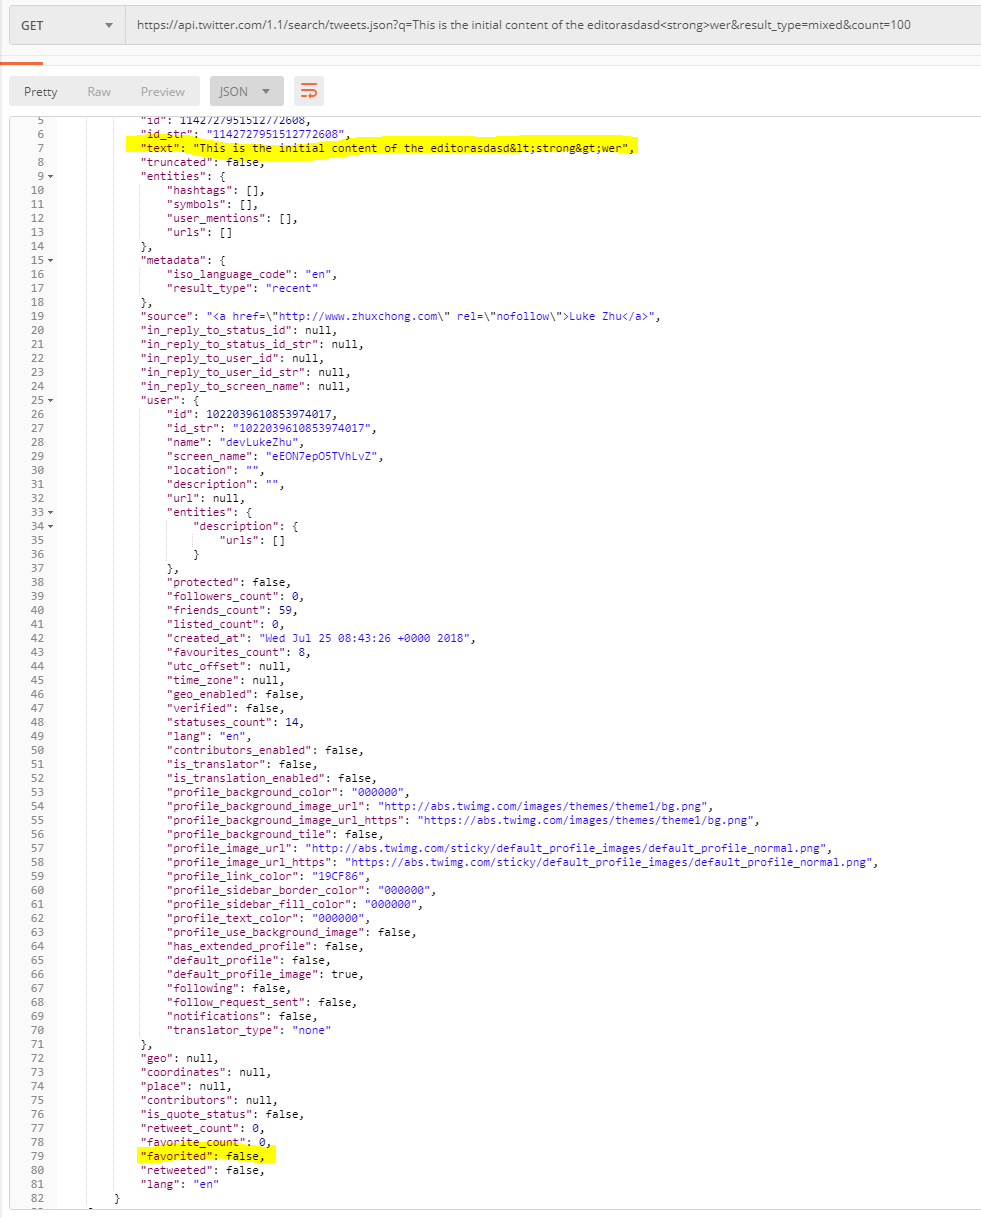 GET https://api.twitter.com/1.1/search/tweets.json?q=This is the initial content of the editorasdasd<strong>wer&result_type=mixed&count=100
Pretty Raw Preview JSON
5 "id": 1142727951512772608,
6 "id_str": "1142727951512772608",
7 "text": "This is the initial content of the editorasdasd&lt;strong&gt;wer",
8 "truncated": false,
9 "entities": {
10 "hashtags": [],
11 "symbols": [],
12 "user_mentions": [],
13 "urls": []
14 },
15 "metadata": {
16 "iso_language_code": "en",
17 "result_type": "recent"
18 },
19 "source": "<a href=\"http://www.zhuxchong.com\" rel=\"nofollow\">Luke Zhu</a>",
20 "in_reply_to_status_id": null,
21 "in_reply_to_status_id_str": null,
22 "in_reply_to_user_id": null,
23 "in_reply_to_user_id_str": null,
24 "in_reply_to_screen_name": null,
25 "user": {
26 "id": 1022039610853974017,
27 "id_str": "1022039610853974017",
28 "name": "devLukeZhu",
29 "screen_name": "eEON7epO5TVhLvZ",
30 "location": "",
31 "description": "",
32 "url": null,
33 "entities": {
34 "description": {
35 "urls": []
36 }
37 },
38 "protected": false,
39 "followers_count": 0,
40 "friends_count": 59,
41 "listed_count": 0,
42 "created_at": "Wed Jul 25 08:43:26 +0000 2018",
43 "favourites_count": 8,
44 "utc_offset": null,
45 "time_zone": null,
46 "geo_enabled": false,
47 "verified": false,
48 "statuses_count": 14,
49 "lang": "en",
50 "contributors_enabled": false,
51 "is_translator": false,
52 "is_translation_enabled": false,
53 "profile_background_color": "000000",
54 "profile_background_image_url": "http://abs.twimg.com/images/themes/theme1/bg.png",
55 "profile_background_image_url_https": "https://abs.twimg.com/images/themes/theme1/bg.png",
56 "profile_background_tile": false,
57 "profile_image_url": "http://abs.twimg.com/sticky/default_profile_images/default_profile_normal.png",
58 "profile_image_url_https": "https://abs.twimg.com/sticky/default_profile_images/default_profile_normal.png",
59 "profile_link_color": "19CF86",
60 "profile_sidebar_border_color": "000000",
61 "profile_sidebar_fill_color": "000000",
62 "profile_text_color": "000000",
63 "profile_use_background_image": false,
64 "has_extended_profile": false,
65 "default_profile": false,
66 "default_profile_image": true,
67 "following": false,
68 "follow_request_sent": false,
69 "notifications": false,
70 "translator_type": "none"
71 },
72 "geo": null,
73 "coordinates": null,
74 "place": null,
75 "contributors": null,
76 "is_quote_status": false,
77 "retweet_count": 0,
78 "favorite_count": 0,
79 "favorited": false,
80 "retweeted": false,
81 "lang": "en"
82 }